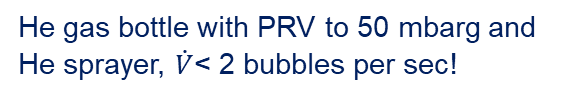 He gas bottle with PRV to 50 mbarg and
He sprayer, V̇< 2 bubbles per sec!